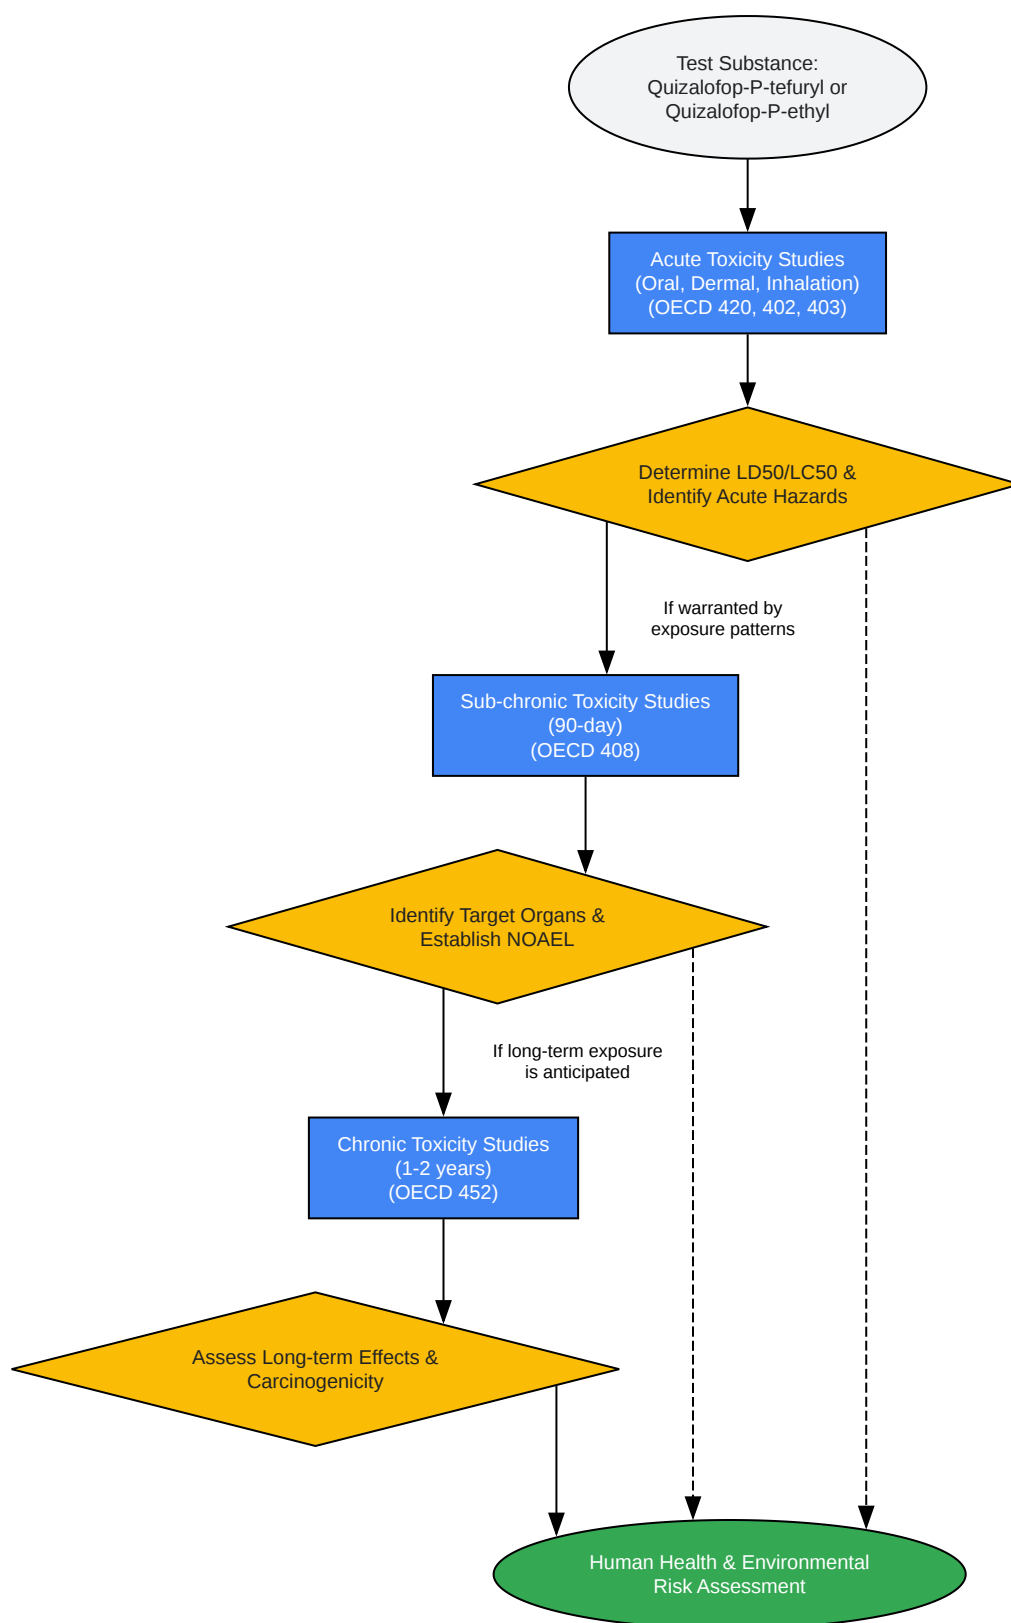 Test Substance:
Quizalofop-P-tefuryl or
Quizalofop-P-ethyl
Acute Toxicity Studies
(Oral, Dermal, Inhalation)
(OECD 420, 402, 403)
Determine LD50/LC50 &
Identify Acute Hazards
If warranted by
exposure patterns
Sub-chronic Toxicity Studies
(90-day)
(OECD 408)
Identify Target Organs &
Establish NOAEL
If long-term exposure
is anticipated
Chronic Toxicity Studies
(1-2 years)
(OECD 452)
Assess Long-term Effects &
Carcinogenicity
Human Health & Environmental
Risk Assessment